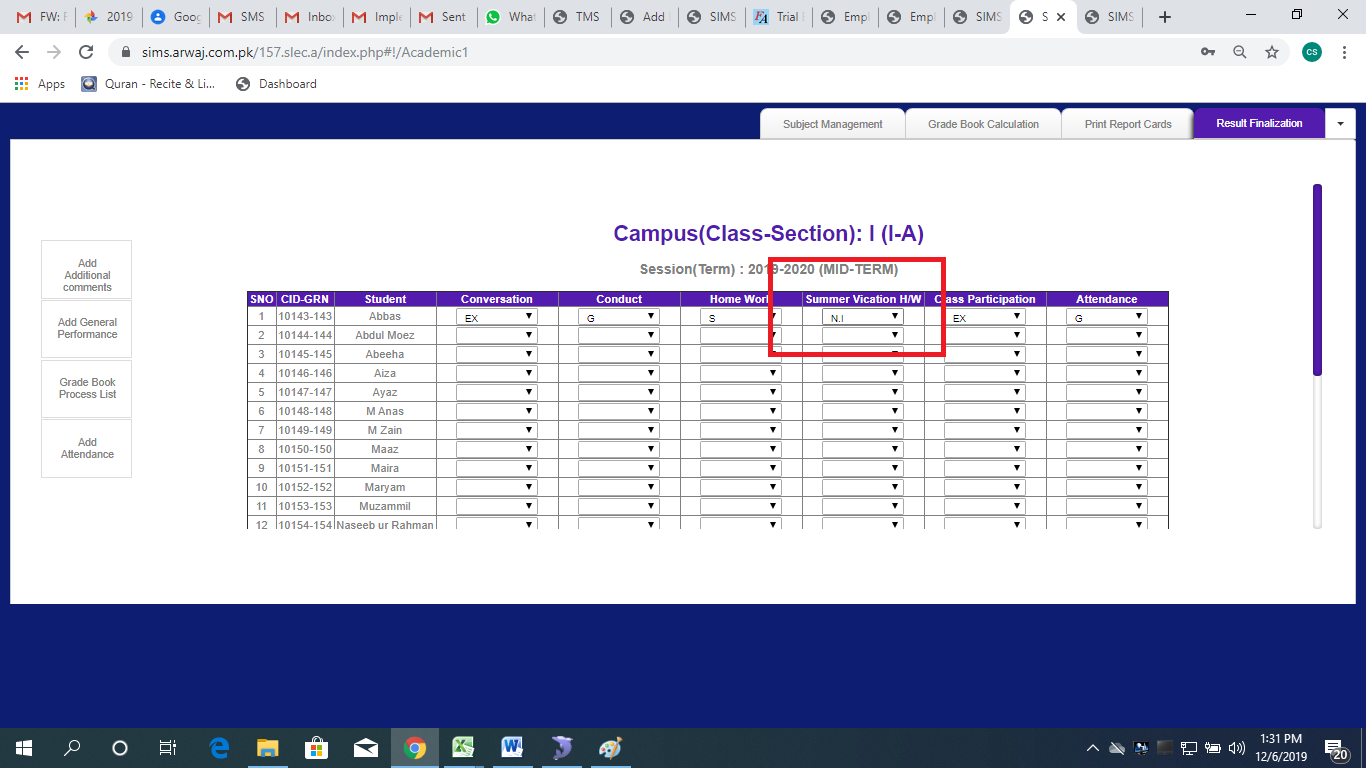 FW: F
2019
Goog
SMS
Inbox
Imple
Sent
What
TMS
Add
SIMS
Trial
Empl
Empl
SIMS
S
SIMS
sims.arwaj.com.pk/157.slec.a/index.php#!/Academic1
CS
Apps
Quran - Recite & Li...
Dashboard
Subject Management
Grade Book Calculation
Print Report Cards
Result Finalization
Add Additional comments
Add General Performance
Grade Book Process List
Add Attendance
Campus(Class-Section): I (I-A)
Session(Term) : 2019-2020 (MID-TERM)
SNO CID-GRN Student Conversation Conduct Home Work Summer Vication H/W Class Participation Attendance
1 10143-143 Abbas EX G S N.I EX G
2 10144-144 Abdul Moez
3 10145-145 Abeeha
4 10146-146 Aiza
5 10147-147 Ayaz
6 10148-148 M Anas
7 10149-149 M Zain
8 10150-150 Maaz
9 10151-151 Maira
10 10152-152 Maryam
11 10153-153 Muzammil
12 10154-154 Naseeb ur Rahman
1:31 PM
12/6/2019
20